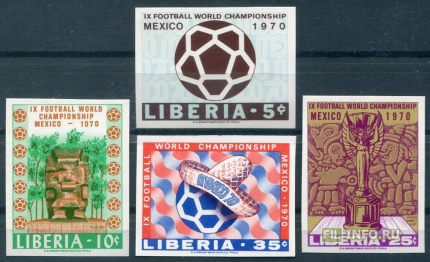 IX FOOTBALL WORLD CHAMPIONSHIP
MEXICO 1970
LIBERIA·5¢
IX FOOTBALL WORLD
CHAMPIONSHIP
MEXICO - 1970
LIBERIA·10¢
IX FOOTBALL WORLD CHAMPIONSHIP MEXICO·1970
LIBERIA·35¢
IX FOOTBALL WORLD CHAMPIONSHIP
MEXICO 1970
LIBERIA·25¢
FILINFO.RU